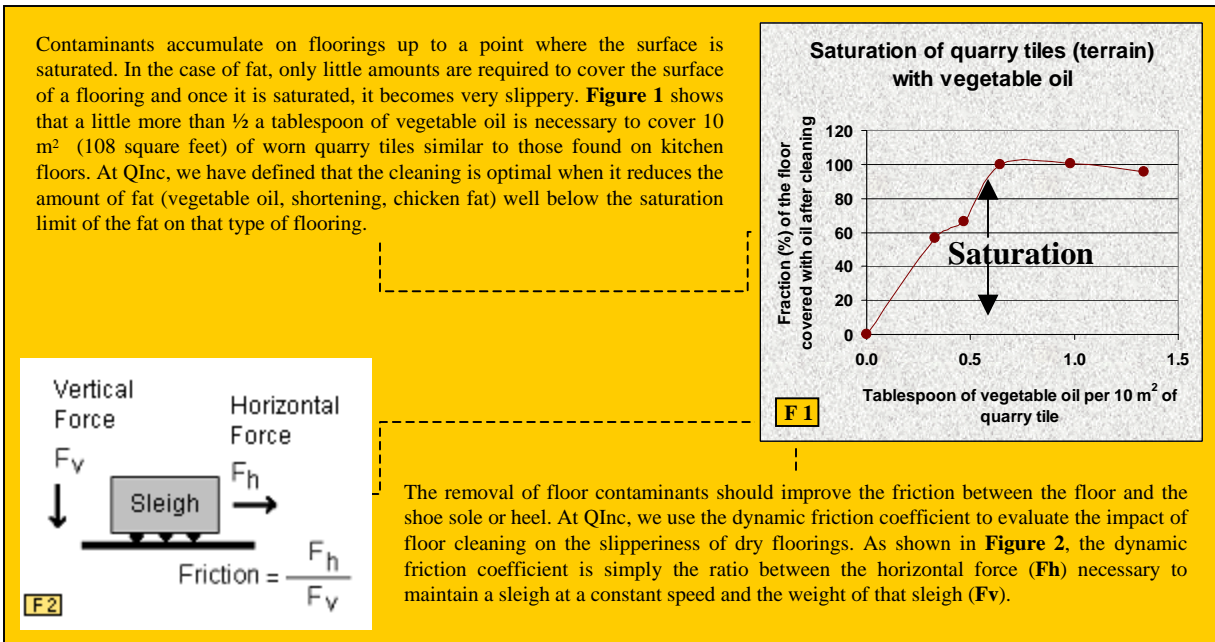 Contaminants accumulate on floorings up to a point where the surface is
saturated. In the case of fat, only little amounts are required to cover the surface
of a flooring and once it is saturated, it becomes very slippery. Figure 1 shows
that a little more than ½ a tablespoon of vegetable oil is necessary to cover 10
m² (108 square feet) of worn quarry tiles similar to those found on kitchen
floors. At QInc, we have defined that the cleaning is optimal when it reduces the
amount of fat (vegetable oil, shortening, chicken fat) well below the saturation
limit of the fat on that type of flooring.
Saturation of quarry tiles (terrain)
with vegetable oil
Fraction (%) of the floor
covered with oil after cleaning
120
100
80
60
40
20
0
Saturation
0.0 0.5 1.0 1.5
Tablespoon of vegetable oil per 10 m² of
quarry tile
F 1
Vertical
Force
Fv
Horizontal
Force
Fh
Sleigh
Friction = Fh
Fv
F 2
The removal of floor contaminants should improve the friction between the floor and the
shoe sole or heel. At QInc, we use the dynamic friction coefficient to evaluate the impact of
floor cleaning on the slipperiness of dry floorings. As shown in Figure 2, the dynamic
friction coefficient is simply the ratio between the horizontal force (Fh) necessary to
maintain a sleigh at a constant speed and the weight of that sleigh (Fv).